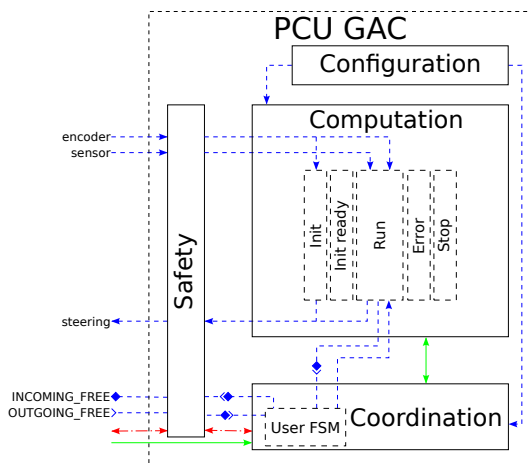 PCU GAC
Configuration
Computation
encoder
sensor
Safety
Init
Init ready
Run
Error
Stop
steering
INCOMING_FREE
OUTGOING_FREE
User FSM
Coordination